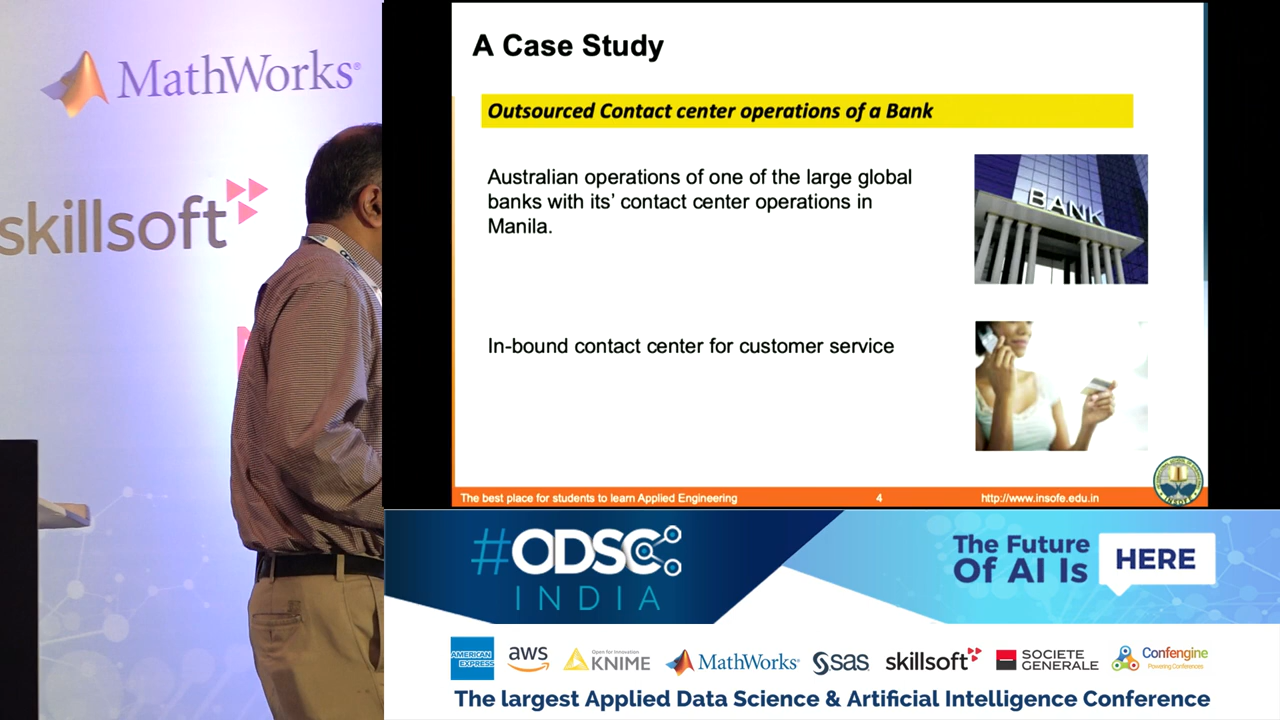 MathWorks®
skillsoft
A Case Study
Outsourced Contact center operations of a Bank
Australian operations of one of the large global
banks with its’ contact center operations in
Manila.
BANK
In-bound contact center for customer service
The best place for students to learn Applied Engineering
4
http://www.insofe.edu.in
INSOFE
#ODSC
INDIA
The Future
Of AI Is
HERE
AMERICAN
EXPRESS
aws
Open for Innovation
KNIME
MathWorks®
sas
skillsoft
SOCIETE
GENERALE
Confengine
Powering Conferences
The largest Applied Data Science & Artificial Intelligence Conference